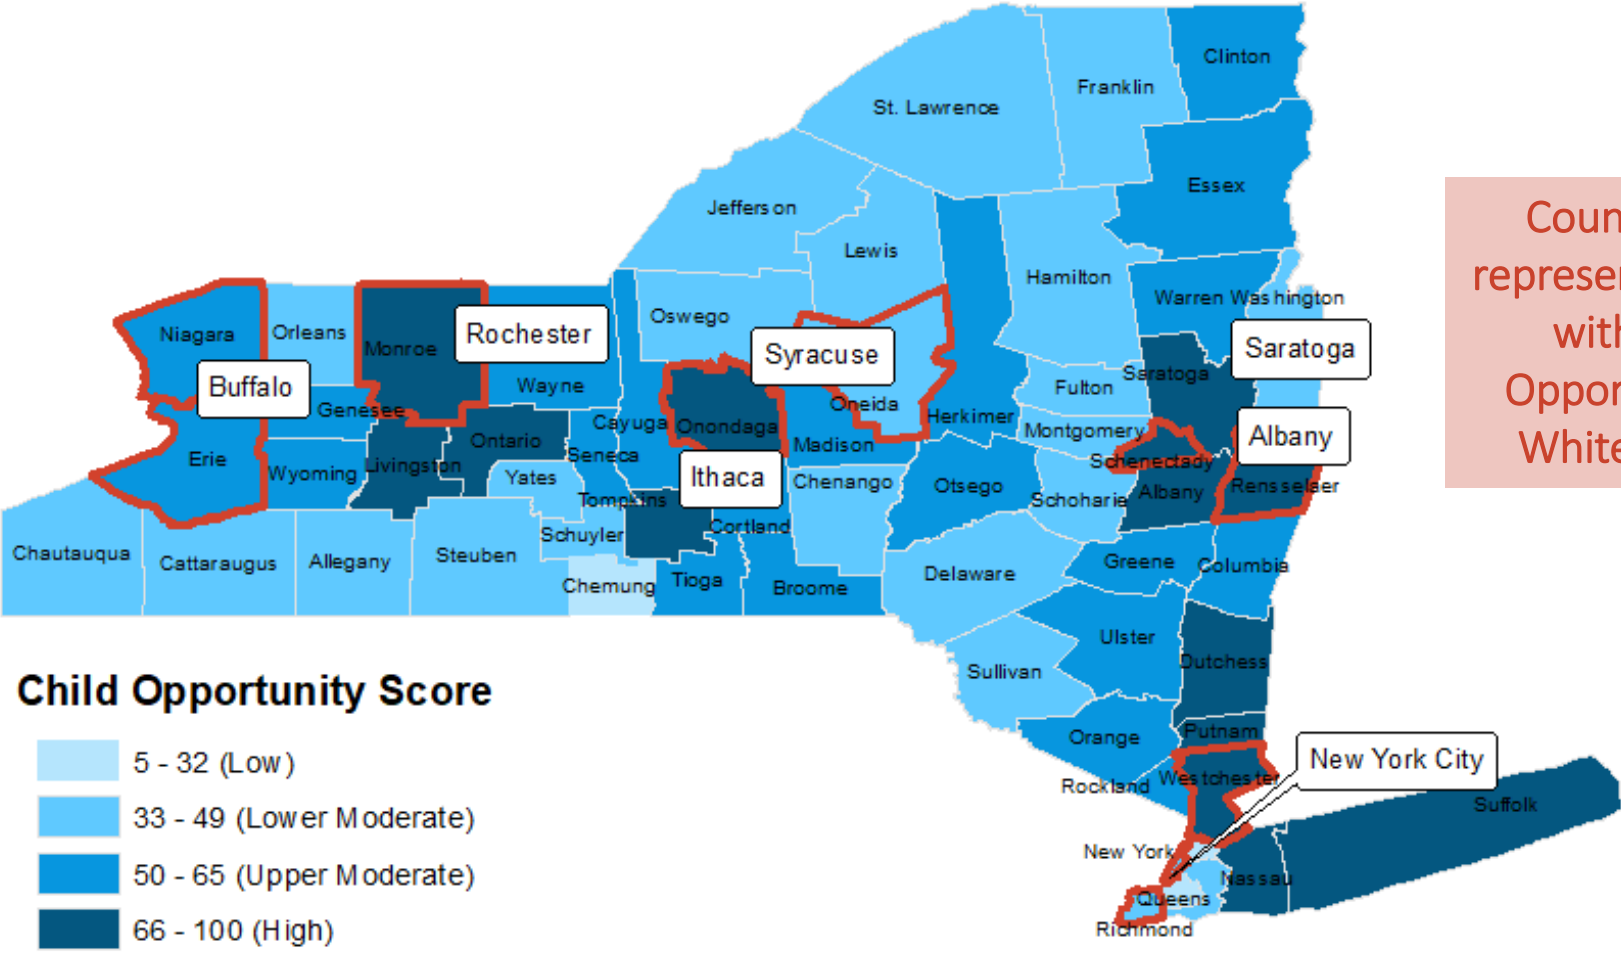 Clinton
Franklin
St. Lawrence
Essex
Jefferson
Lewis
Hamilton
Warren Washington
Niagara
Orleans
Monroe
Rochester
Oswego
Syracuse
Saratoga
Saratoga
Buffalo
Wayne
Fulton
Genesee
Oneida
Herkimer
Cayuga
Onondaga
Montgomery
Albany
Ontario
Madison
Erie
Wyoming
Livingston
Seneca
Schenectady
Yates
Ithaca
Chenango
Otsego
Schoharie
Albany
Rensselaer
Tompkins
Cortland
Schuyler
Chautauqua
Cattaraugus
Allegany
Steuben
Chemung
Tioga
Broome
Delaware
Greene
Columbia
Ulster
Sullivan
Dutchess
Orange
Putnam
Rockland
Westchester
New York City
Suffolk
New York
Nassau
Queens
Richmond
Child Opportunity Score
5 - 32 (Low)
33 - 49 (Lower Moderate)
50 - 65 (Upper Moderate)
66 - 100 (High)
Coun
represen
with
Oppor
White